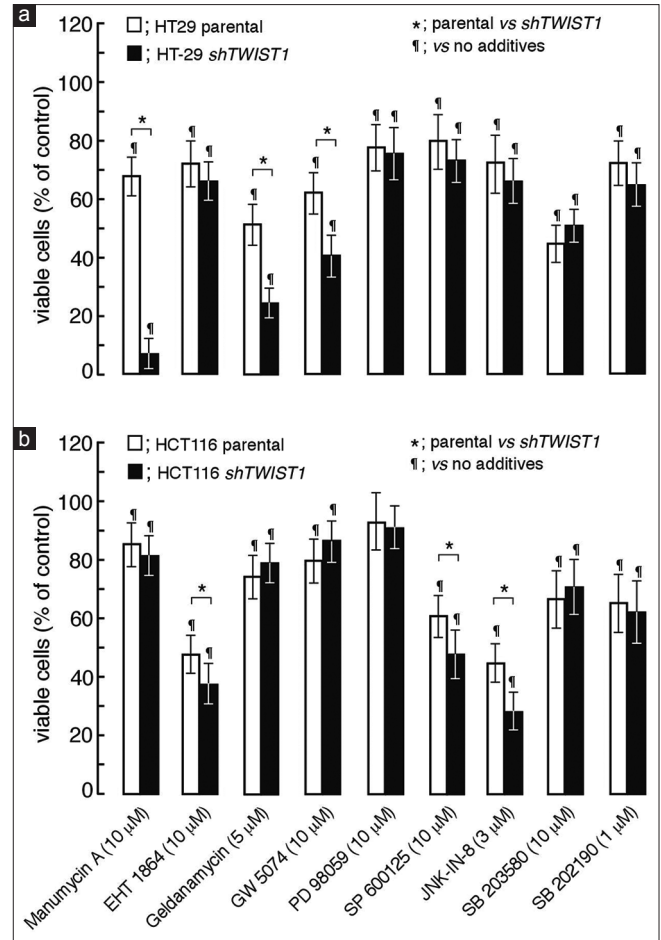 a
□; HT29 parental
■; HT-29 shTWIST1
*; parental vs shTWIST1
¶; vs no additives
viable cells (% of control)
120
100
80
60
40
20
0
b
□; HCT116 parental
■; HCT116 shTWIST1
*; parental vs shTWIST1
¶; vs no additives
viable cells (% of control)
120
100
80
60
40
20
0
Manumycin A (10 μM)
EHT 1864 (10 μM)
Geldanamycin (5 μM)
GW 5074 (10 μM)
PD 98059 (10 μM)
SP 600125 (10 μM)
JNK-IN-8 (3 μM)
SB 203580 (10 μM)
SB 202190 (1 μM)